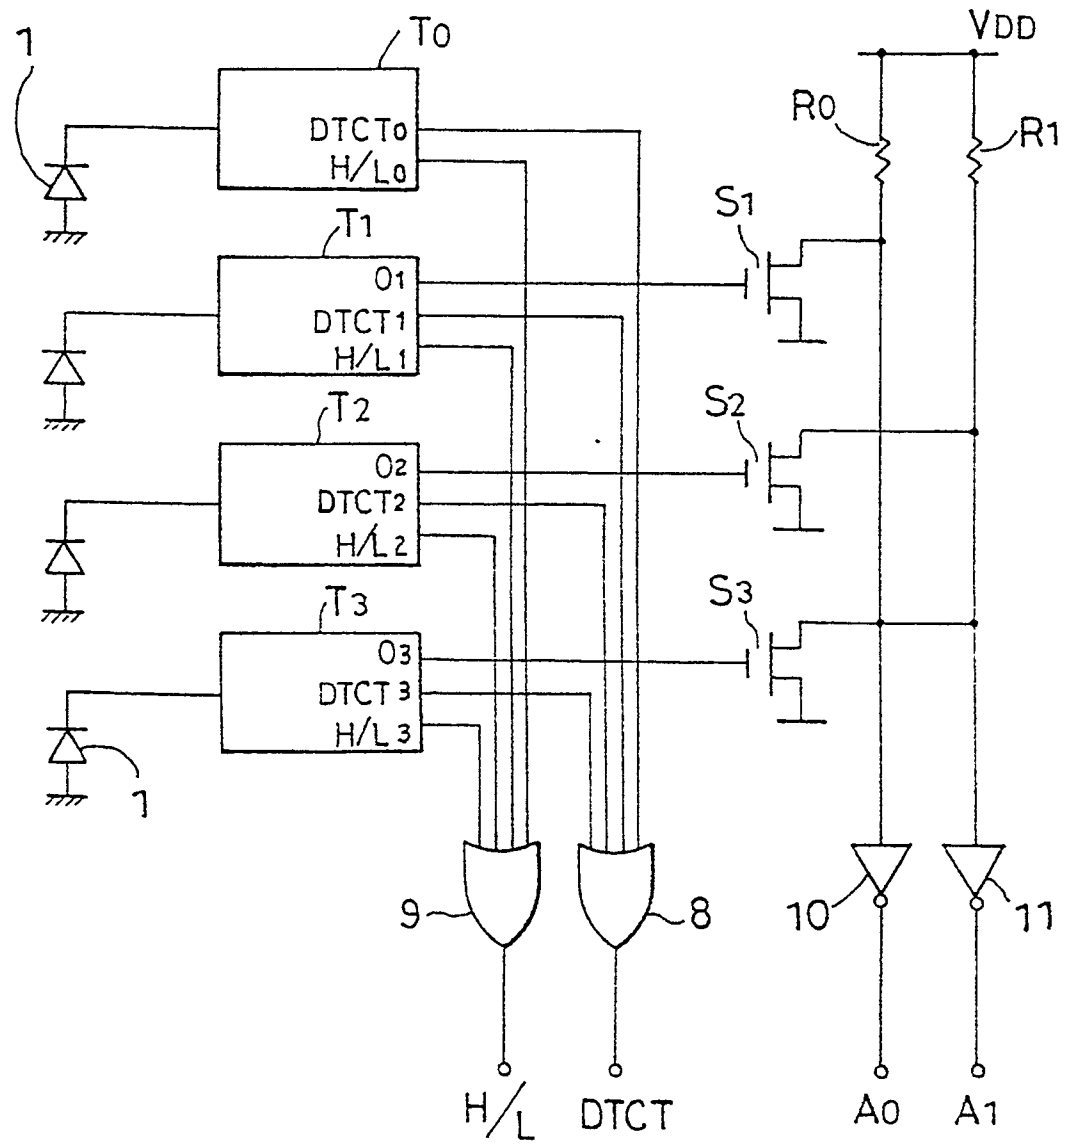 1
T0
VDD
DTCT0
H/L0
R0
R1
T1
S1
O1
DTCT1
H/L1
T2
S2
O2
DTCT2
H/L2
T3
S3
O3
DTCT3
H/L3
1
9
8
10
11
H/L
DTCT
A0
A1